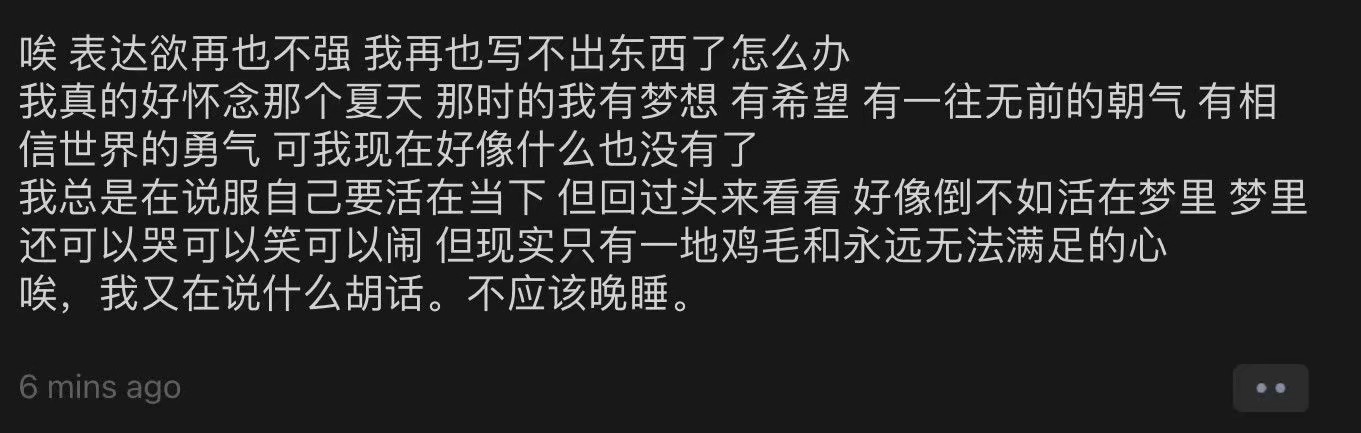 唉 表达欲再也不强 我再也写不出东西了怎么办
我真的好怀念那个夏天 那时的我有梦想 有希望 有一往无前的朝气 有相
信世界的勇气 可我现在好像什么也没有了
我总是在说服自己要活在当下 但回过头来看看 好像倒不如活在梦里 梦里
还可以哭可以笑可以闹 但现实只有一地鸡毛和永远无法满足的心
唉，我又在说什么胡话。不应该晚睡。
6 mins ago